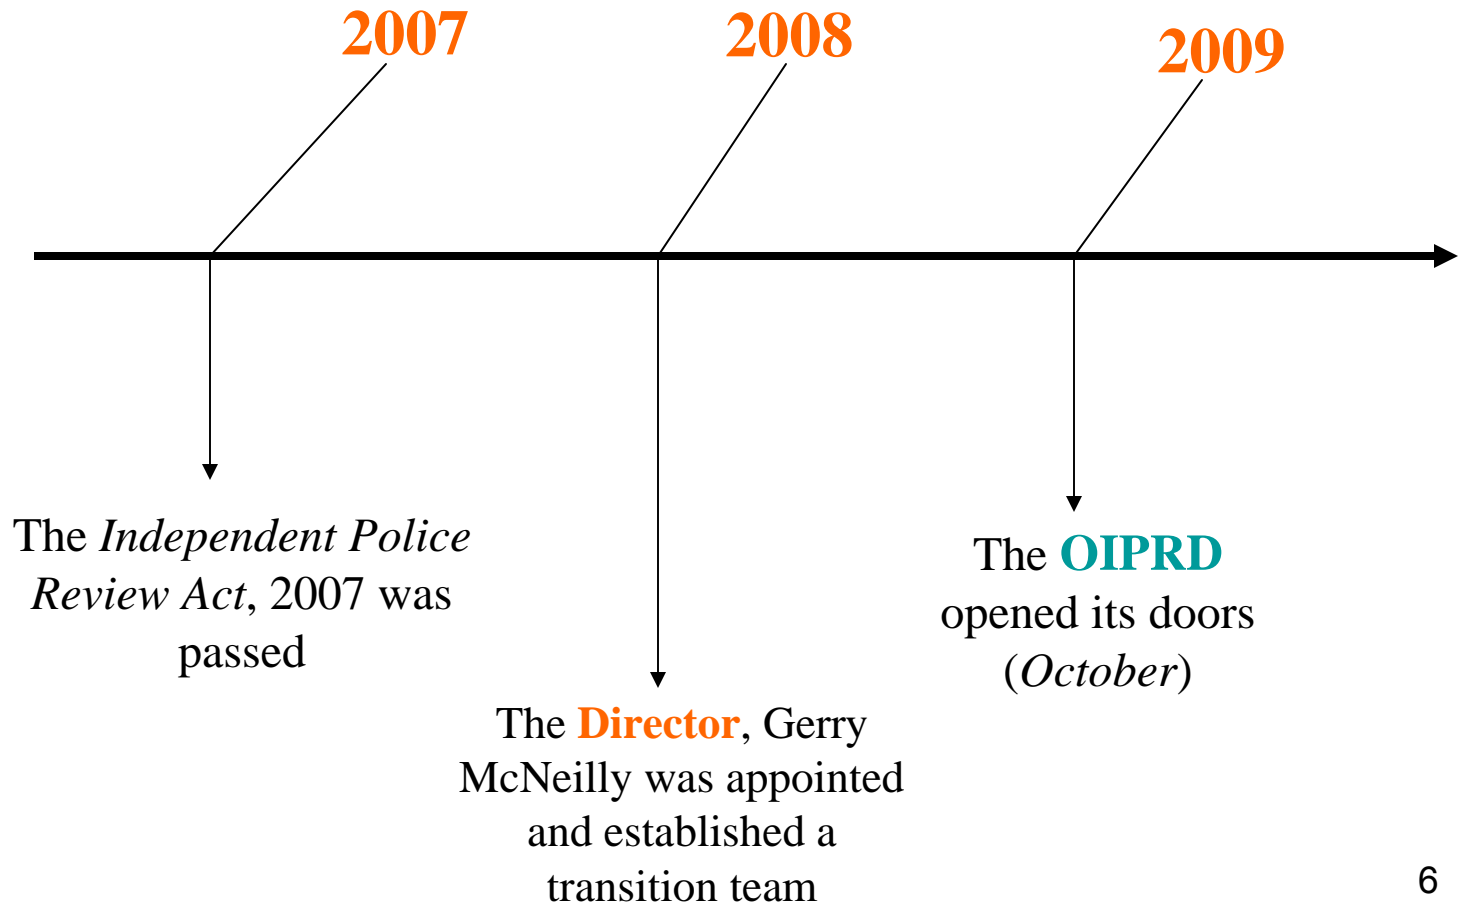 2007
2008
2009
The Independent Police
Review Act, 2007 was
passed
The Director, Gerry
McNeilly was appointed
and established a
transition team
The OIPRD
opened its doors
(October)
6